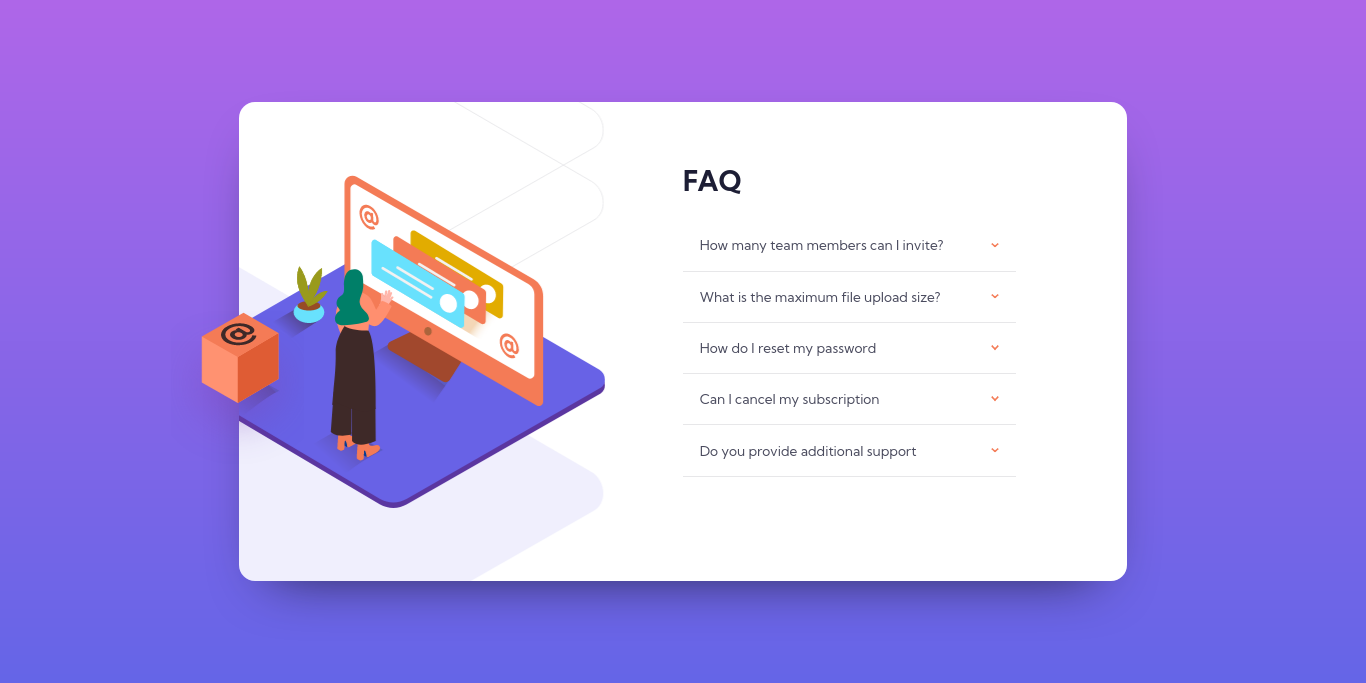 FAQ
How many team members can I invite?
What is the maximum file upload size?
How do I reset my password
Can I cancel my subscription
Do you provide additional support
@
@
@